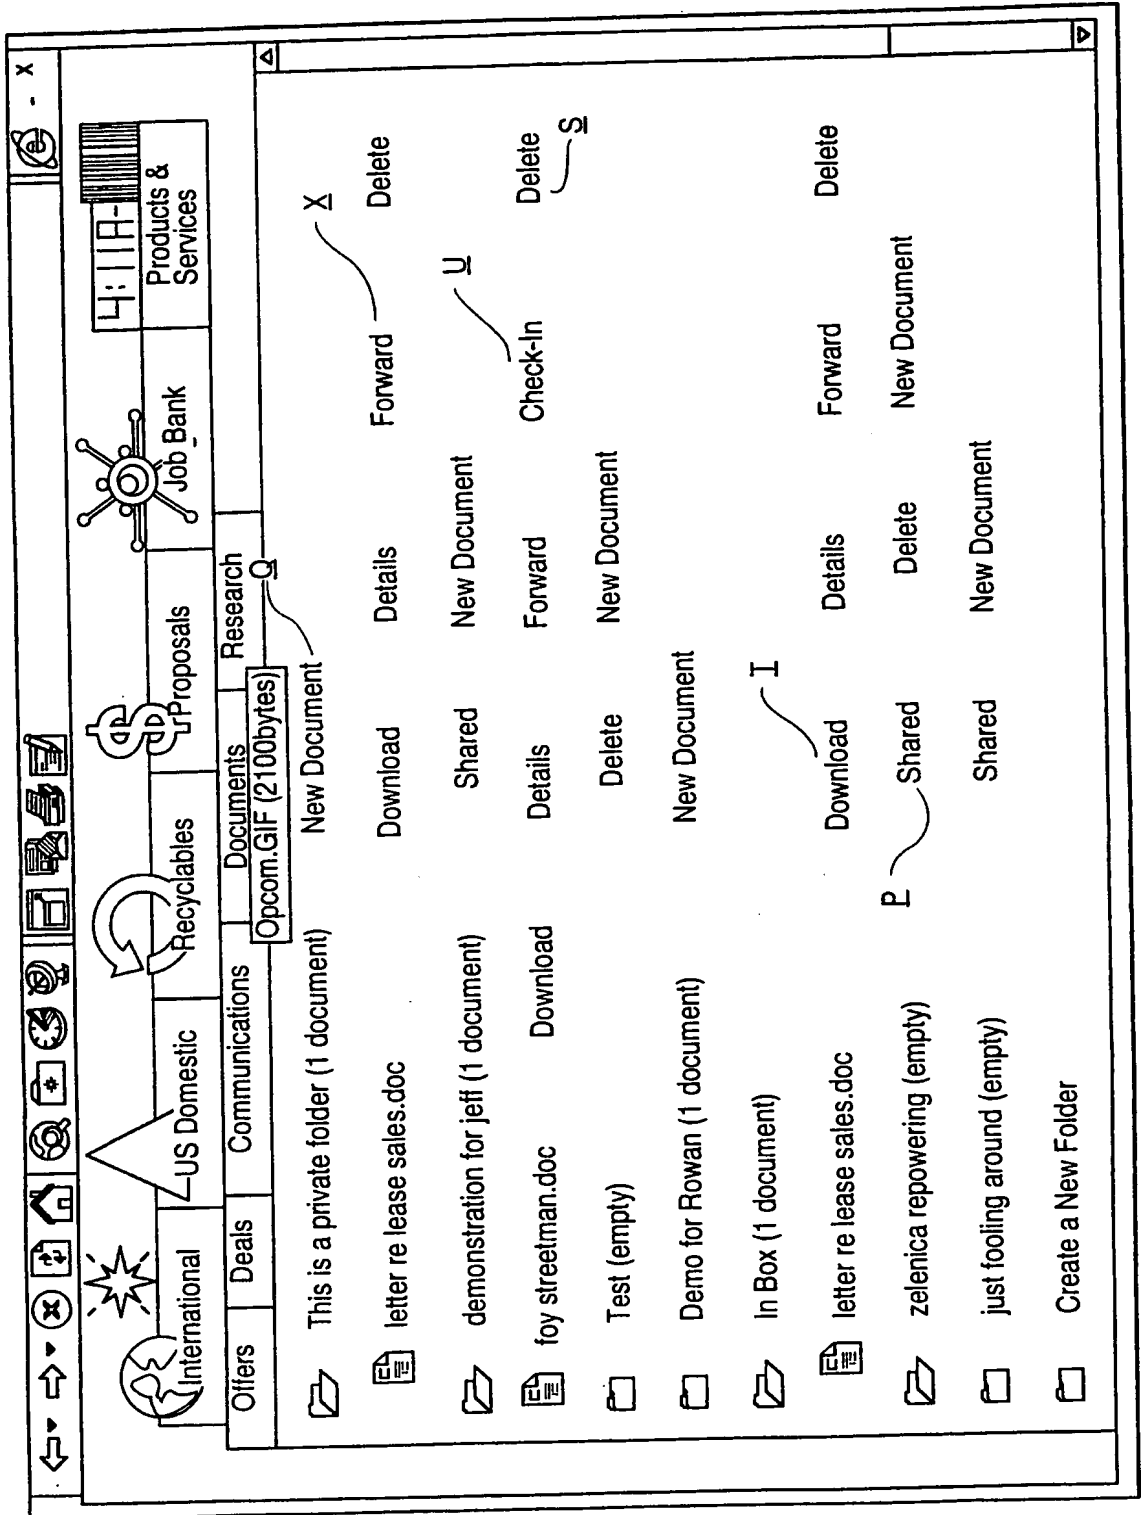 - X
4:11A-
International US Domestic Recyclables Proposals Job Bank Products &
Services
Offers Deals Communications Documents Research
Opcom.GIF (2100bytes) Q
This is a private folder (1 document) New Document X
letter re lease sales.doc Download Details Forward Delete
U
demonstration for jeff (1 document) Shared New Document
foy streetman.doc Download Details Forward Check-In Delete
S
Test (empty) Delete New Document
Demo for Rowan (1 document) New Document
In Box (1 document) I
letter re lease sales.doc Download Details Forward Delete
P
zelenica repowering (empty) Shared Delete New Document
just fooling around (empty) Shared New Document
Create a New Folder